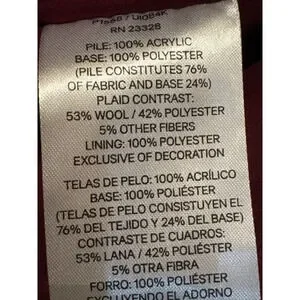 RN 23328
PILE: 100% ACRYLIC
BASE: 100% POLYESTER
(PILE CONSTITUTES 76%
OF FABRIC AND BASE 24%)
PLAID CONTRAST:
53% WOOL / 42% POLYESTER
5% OTHER FIBERS
LINING: 100% POLYESTER
EXCLUSIVE OF DECORATION
TELAS DE PELO: 100% ACRÍLICO
BASE: 100% POLIÉSTER
(TELAS DE PELO CONSISTUYEN EL
76% DEL TEJIDO Y 24% DEL BASE)
CONTRASTE DE CUADROS:
53% LANA / 42% POLIÉSTER
5% OTRA FIBRA
FORRO: 100% POLIÉSTER
EXCLUYENDO EL ADORNO